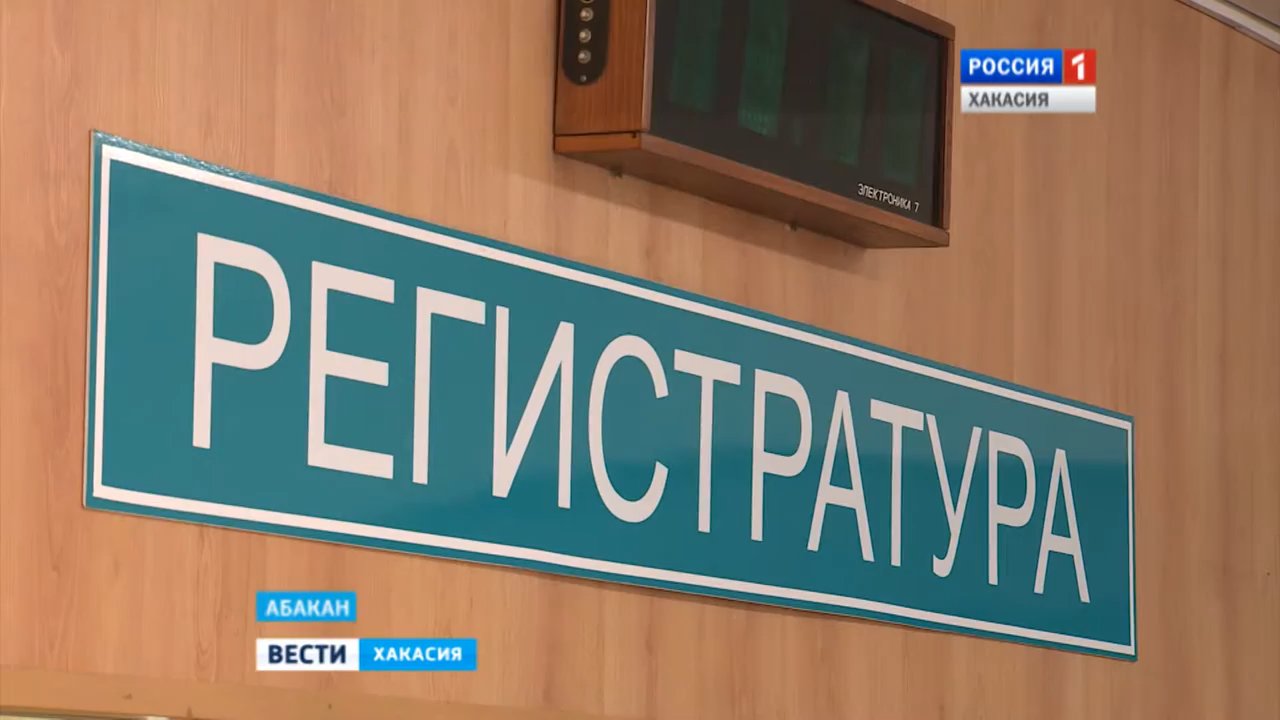 РОССИЯ 1
ХАКАСИЯ
ЭЛЕКТРОНИКА 7
РЕГИСТРАТУРА
АБАКАН
ВЕСТИ ХАКАСИЯ